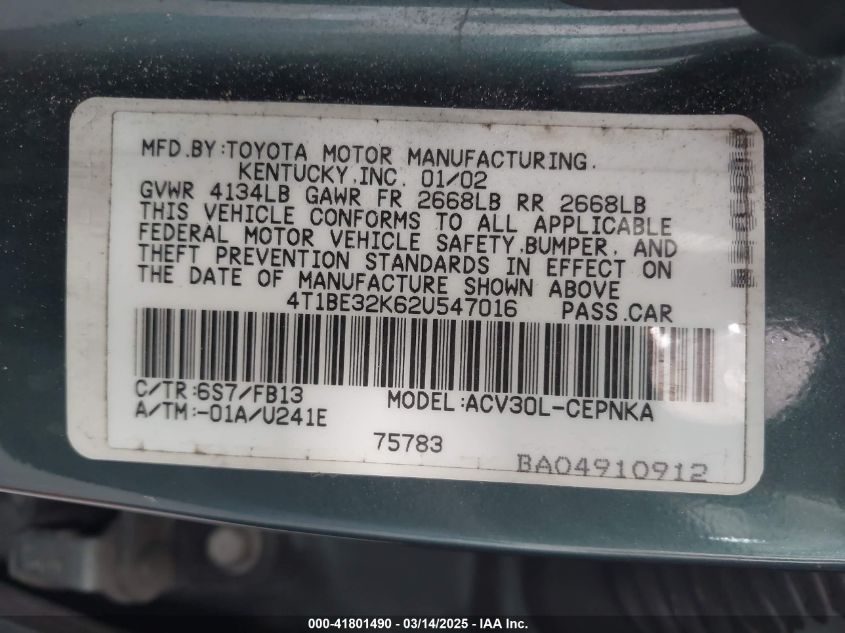 MFD.BY:TOYOTA MOTOR MANUFACTURING.
KENTUCKY,INC. 01/02
GVWR 4134LB GAWR FR 2668LB RR 2668LB
THIS VEHICLE CONFORMS TO ALL APPLICABLE
FEDERAL MOTOR VEHICLE SAFETY,BUMPER, AND
THEFT PREVENTION STANDARDS IN EFFECT ON
THE DATE OF MANUFACTURE SHOWN ABOVE
4T1BE32K62U547016 PASS.CAR
C/TR:6S7/FB13 MODEL:ACV30L-CEPNKA
A/TM:-01A/U241E
75783
BA04910912
000-41801490 - 03/14/2025 - IAA Inc.